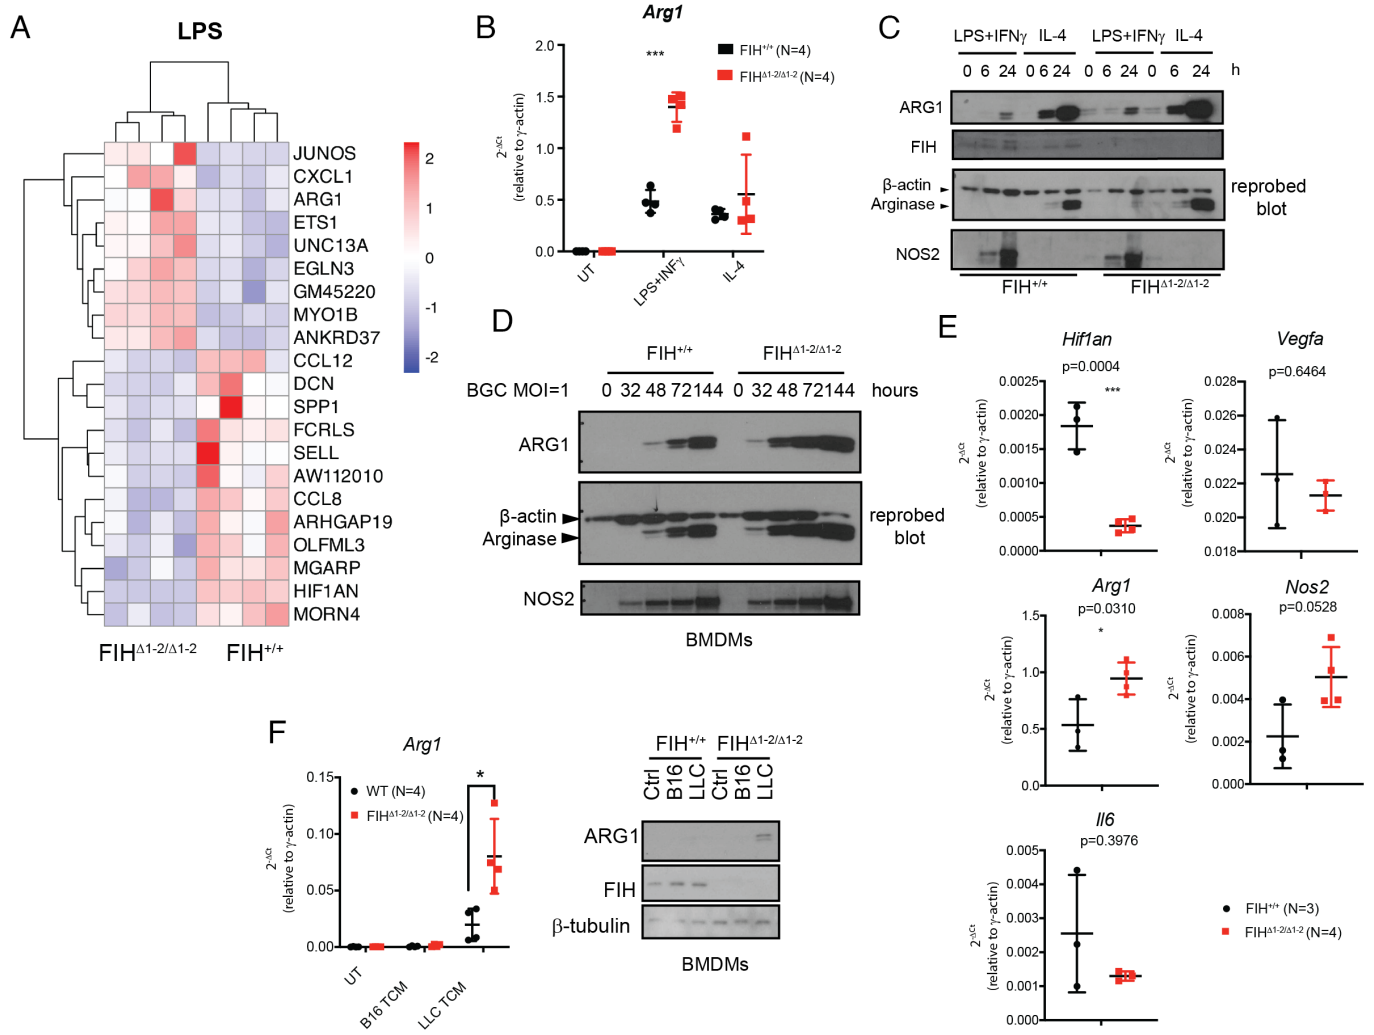 A
LPS
JUNOS
CXCL1
ARG1
ETS1
UNC13A
EGLN3
GM45220
MYO1B
ANKRD37
CCL12
DCN
SPP1
FCRLS
SELL
AW112010
CCL8
ARHGAP19
OLFML3
MGARP
HIF1AN
MORN4
2
1
0
-1
-2
FIHΔ1-2/Δ1-2 FIH+/+
B
Arg1
2-ΔCt
(relative to γ-actin)
2.0
1.5
1.0
0.5
0.0
***
FIH+/+ (N=4)
FIHΔ1-2/Δ1-2 (N=4)
UT
LPS+INFγ
IL-4
C
LPS+IFNγ IL-4 LPS+IFNγ IL-4
0 6 24 0 6 24 0 6 24 0 6 24 h
ARG1
FIH
β-actin
Arginase
reprobed
blot
NOS2
FIH+/+ FIHΔ1-2/Δ1-2
D
FIH+/+ FIHΔ1-2/Δ1-2
BGC MOI=1 0 32 48 72 144 0 32 48 72 144 hours
ARG1
β-actin
Arginase
reprobed
blot
NOS2
BMDMs
E
Hif1an
p=0.0004
***
2-ΔCt
(relative to γ-actin)
0.0025
0.0020
0.0015
0.0010
0.0005
0.0000
Vegfa
p=0.6464
2-ΔCt
(relative to γ-actin)
0.028
0.026
0.024
0.022
0.020
0.018
Arg1
p=0.0310
*
2-ΔCt
(relative to γ-actin)
1.5
1.0
0.5
0.0
Nos2
p=0.0528
2-ΔCt
(relative to γ-actin)
0.008
0.006
0.004
0.002
0.000
Il6
p=0.3976
2-ΔCt
(relative to γ-actin)
0.005
0.004
0.003
0.002
0.001
0.000
FIH+/+ (N=3)
FIHΔ1-2/Δ1-2 (N=4)
F
Arg1
2-ΔCt
(relative to γ-actin)
0.15
0.10
0.05
0.00
WT (N=4)
FIHΔ1-2/Δ1-2 (N=4)
*
UT
B16 TCM
LLC TCM
FIH+/+ FIHΔ1-2/Δ1-2
Ctrl
B16
LLC
Ctrl
B16
LLC
ARG1
FIH
β-tubulin
BMDMs